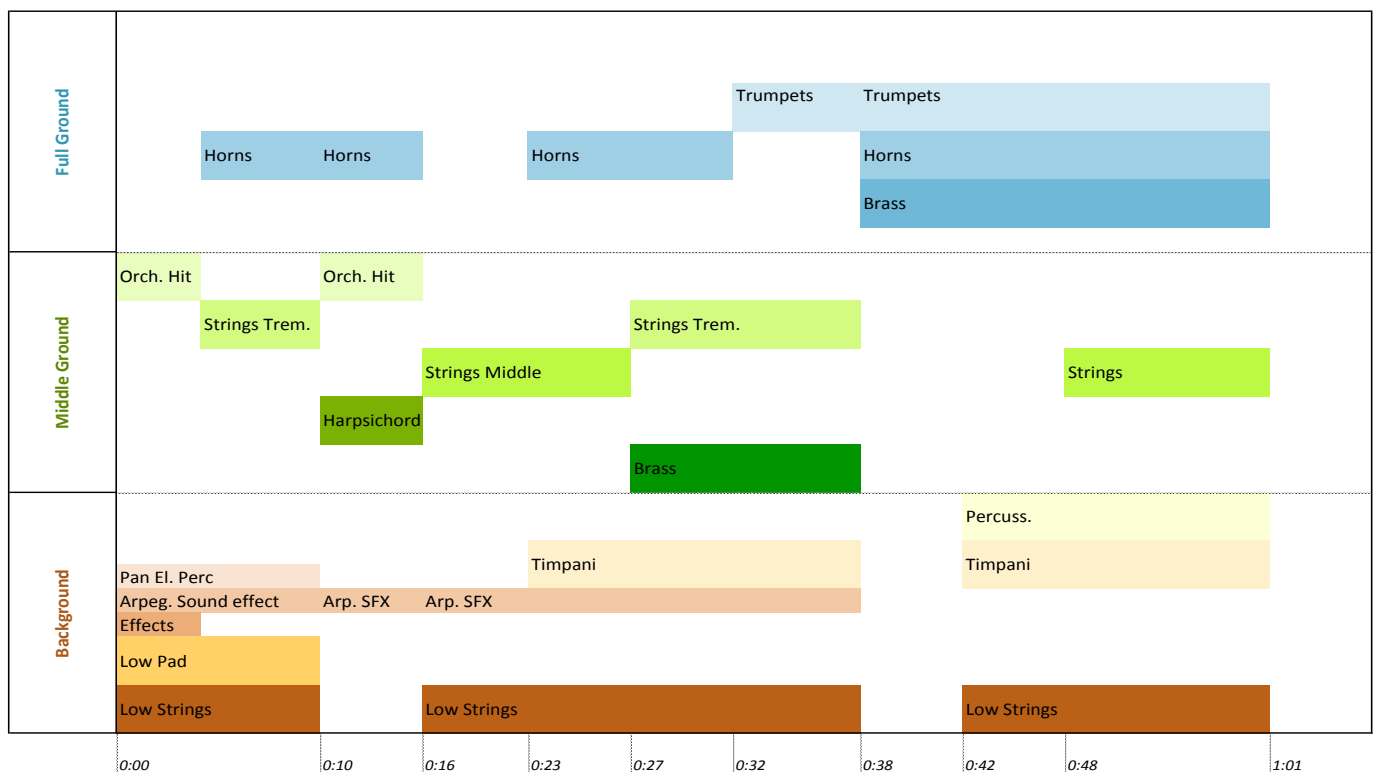 Full Ground
Trumpets Trumpets
Horns Horns Horns Horns
Brass
Middle Ground
Orch. Hit Orch. Hit
Strings Trem. Strings Trem.
Strings Middle Strings
Harpsichord
Brass
Background
Percuss.
Timpani Timpani
Pan El. Perc
Arpeg. Sound effect Arp. SFX Arp. SFX
Effects
Low Pad
Low Strings Low Strings Low Strings
0:00 0:10 0:16 0:23 0:27 0:32 0:38 0:42 0:48 1:01